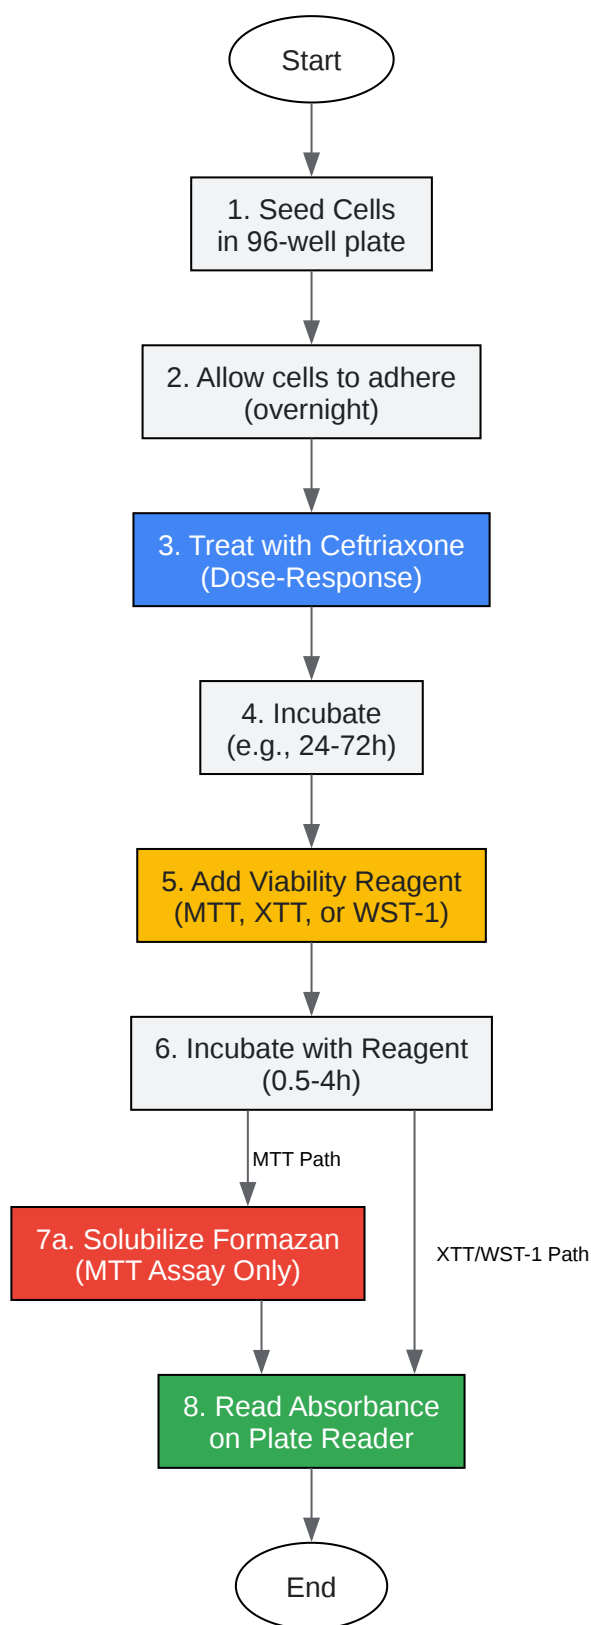 Start
1. Seed Cells
in 96-well plate
2. Allow cells to adhere
(overnight)
3. Treat with Ceftriaxone
(Dose-Response)
4. Incubate
(e.g., 24-72h)
5. Add Viability Reagent
(MTT, XTT, or WST-1)
6. Incubate with Reagent
(0.5-4h)
MTT Path
7a. Solubilize Formazan
(MTT Assay Only)
XTT/WST-1 Path
8. Read Absorbance
on Plate Reader
End